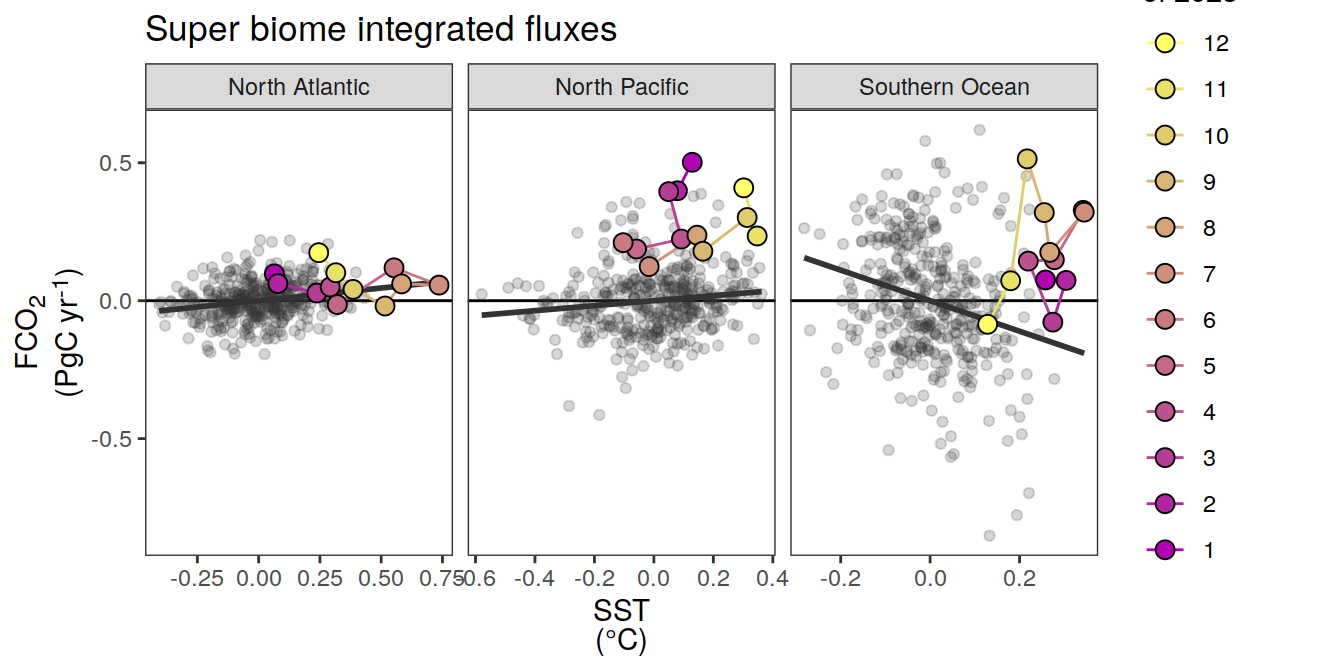 Super biome integrated fluxes
North Atlantic
North Pacific
Southern Ocean
FCO2
(PgC yr-1)
0.5
0.0
-0.5
-0.25 0.00 0.25 0.50 0.75
0.6 -0.4 -0.2 0.0 0.2 0.4
-0.2 0.0 0.2
SST
(°C)
12
11
10
9
8
7
6
5
4
3
2
1